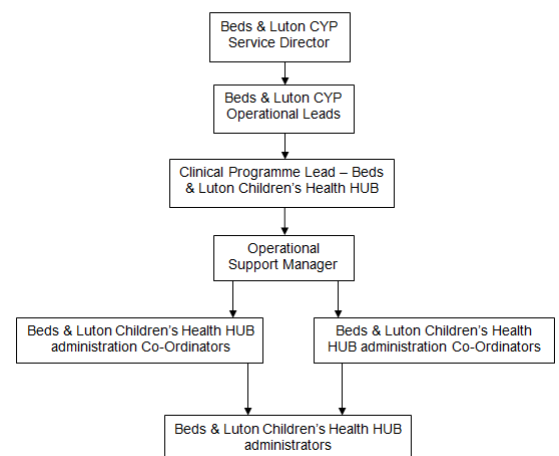 Beds & Luton CYP
Service Director
Beds & Luton CYP
Operational Leads
Clinical Programme Lead – Beds
& Luton Children's Health HUB
Operational
Support Manager
Beds & Luton Children's Health HUB
administration Co-Ordinators
Beds & Luton Children's Health
HUB administration Co-Ordinators
Beds & Luton Children's Health HUB
administrators